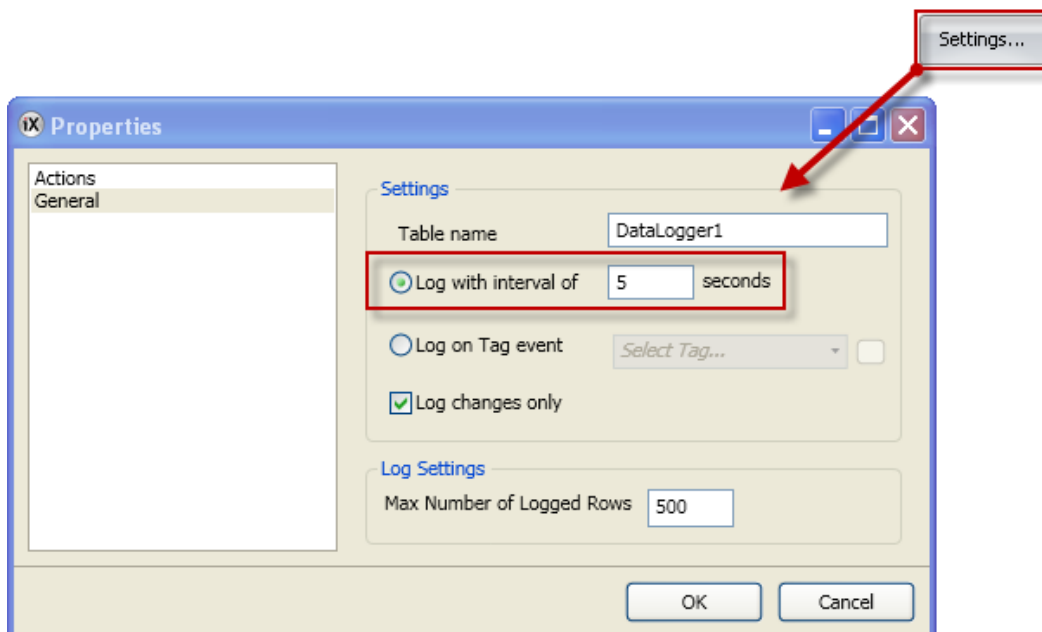 Settings...
iX Properties
Actions
General
Settings
Table name DataLogger1
Log with interval of 5 seconds
Log on Tag event Select Tag...
Log changes only
Log Settings
Max Number of Logged Rows 500
OK Cancel